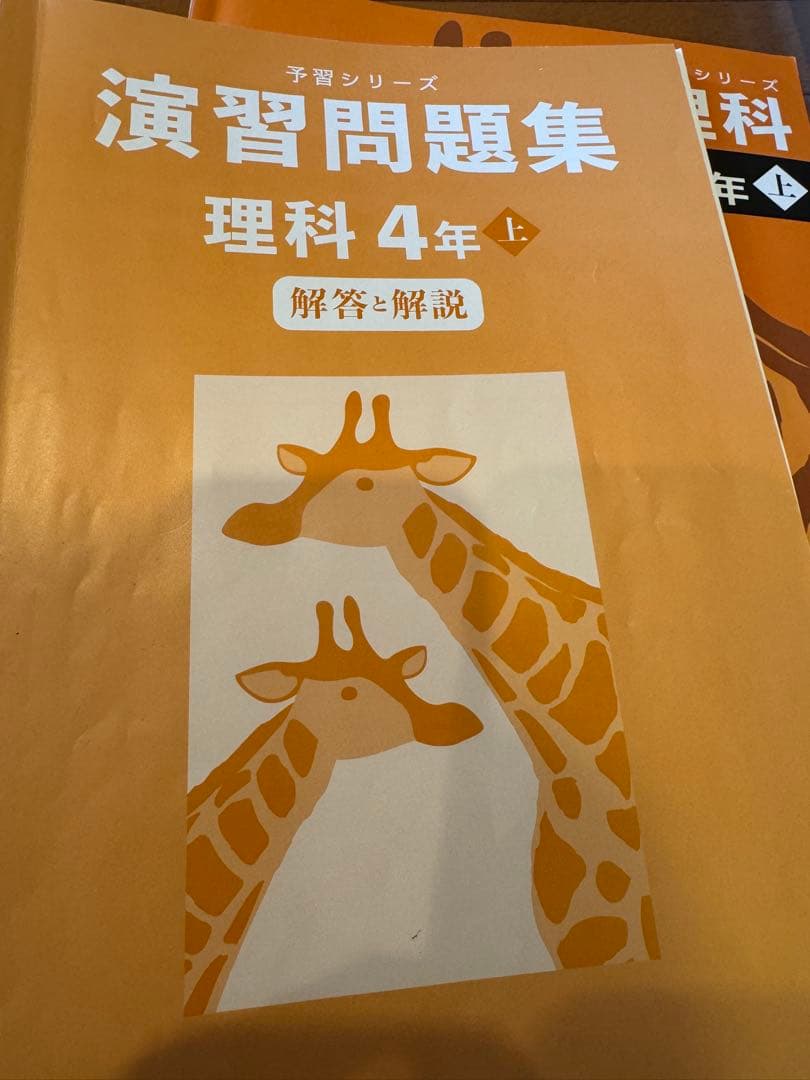 予習シリーズ
演習問題集
理科 4年 上
解答と解説
シリーズ
理科
年 上